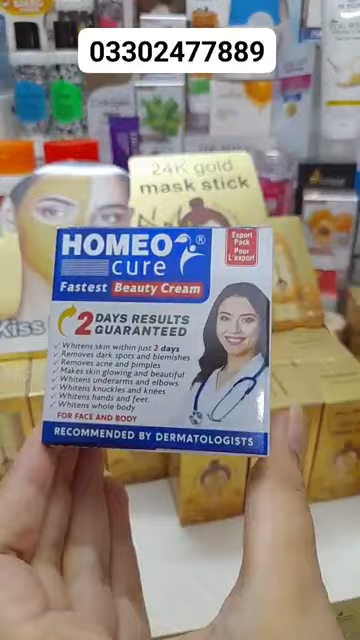 03302477889
24K gold
mask stick
HOMEO®
cure
Export
Pack
Pour
L'export
Fastest Beauty Cream
2 DAYS RESULTS
GUARANTEED
✓ Whitens skin within just 2 days
✓ Removes dark spots and blemishes
✓ Removes acne and pimples
✓ Makes skin glowing and beautiful
✓ Whitens underarms and elbows
✓ Whitens knuckles and knees
✓ Whitens hands and feet
✓ Whitens whole body
FOR FACE AND BODY
RECOMMENDED BY DERMATOLOGISTS
Kiss